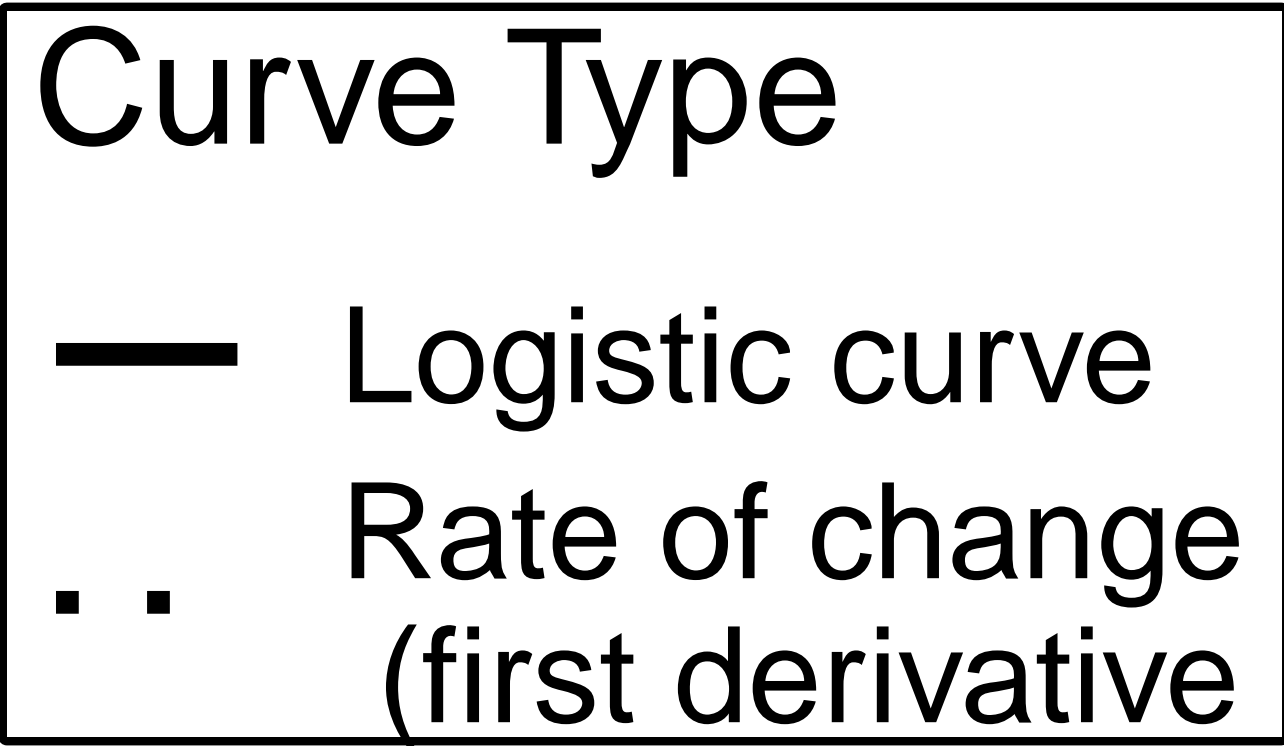 Curve Type
Logistic curve
Rate of change
(first derivative